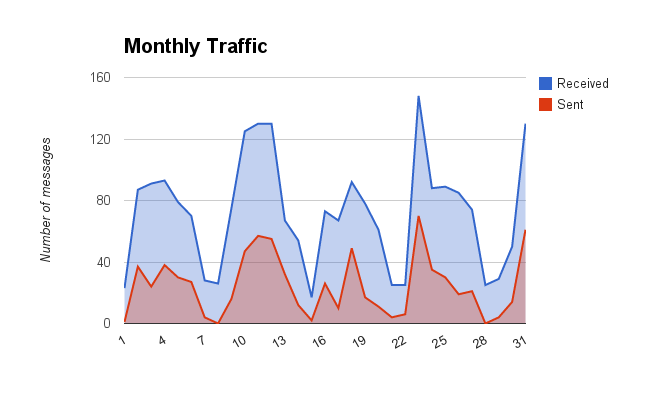 Monthly Traffic
160
120
80
40
0
Number of messages
1 4 7 10 13 16 19 22 25 28 31
Received
Sent